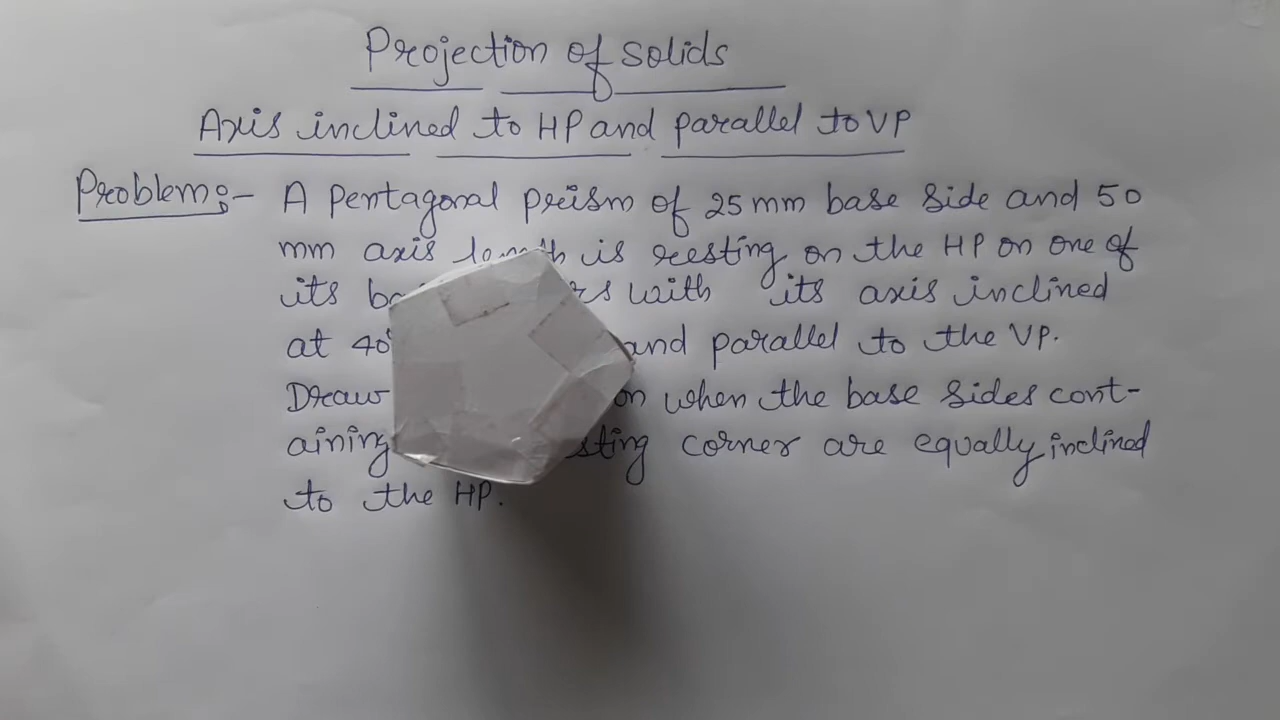 Projection of solids
Axis inclined to HP and parallel to VP
Problem:- A Pentagonal prism of 25 mm base side and 50
mm axis length is resting on the HP on one of
its with its axis inclined
at 40° and parallel to the VP.
Draw when the base sides cont-
aining corner are equally inclined
to the HP.